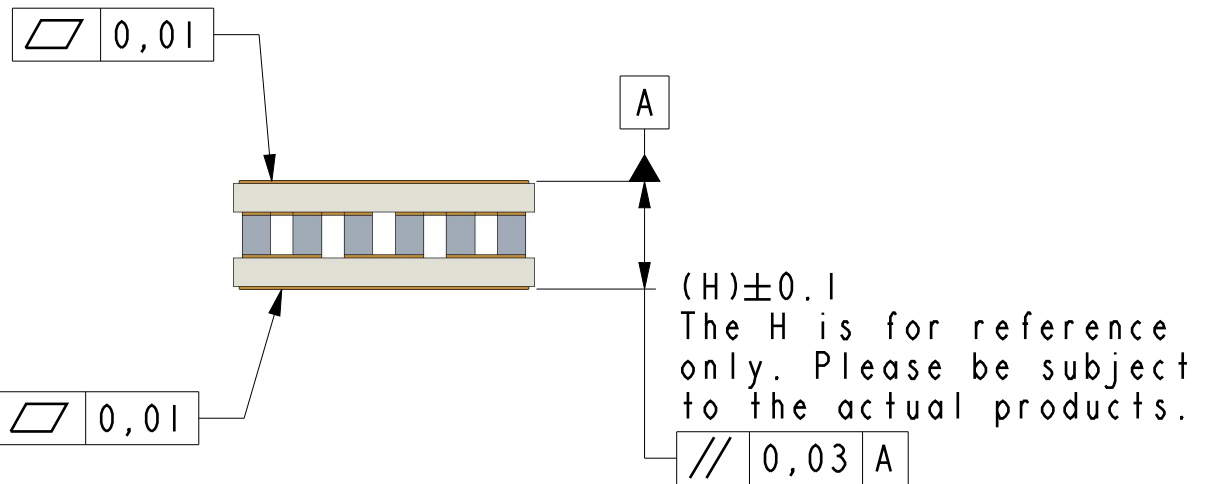 0,01
A
(H)±0.1
The H is for reference
only. Please be subject
to the actual products.
0,01
// 0,03 A